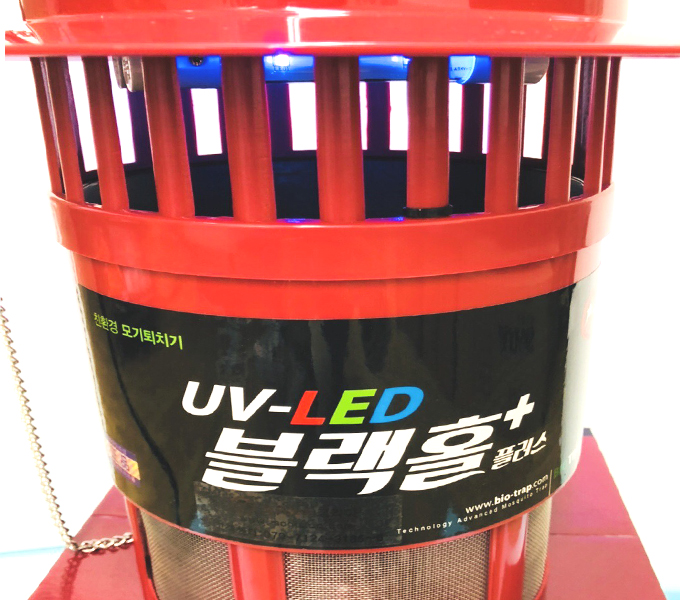 친환경 모기퇴치기
UV-LED
블랙홀+
플러스
www.bio-trap.com
Technology Advanced Mosquito Trap